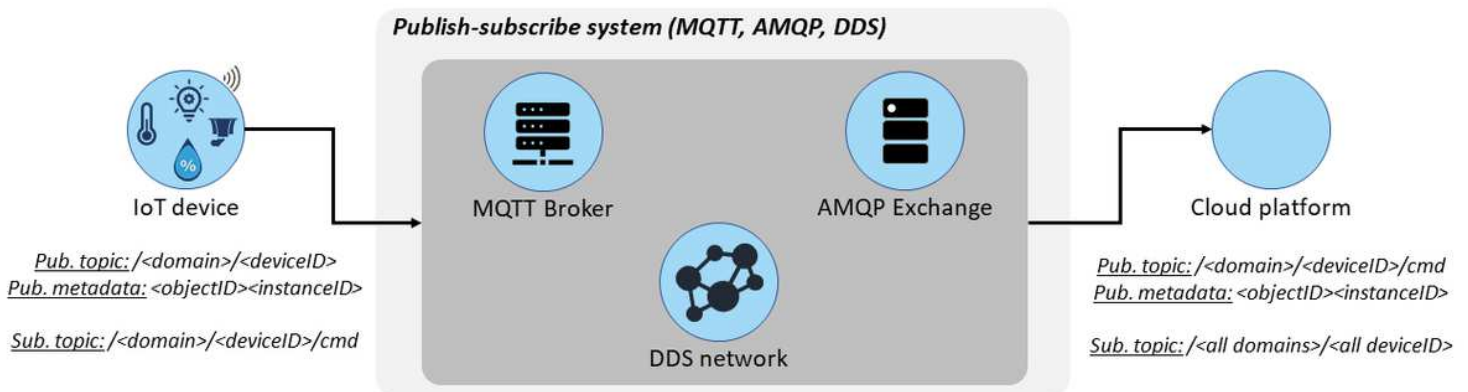 Publish-subscribe system (MQTT, AMQP, DDS)
%
IoT device
MQTT Broker
AMQP Exchange
Cloud platform
DDS network
Pub. topic: /<domain>/<deviceID>
Pub. metadata: <objectID><instanceID>
Sub. topic: /<domain>/<deviceID>/cmd
Pub. topic: /<domain>/<deviceID>/cmd
Pub. metadata: <objectID><instanceID>
Sub. topic: /<all domains>/<all deviceID>